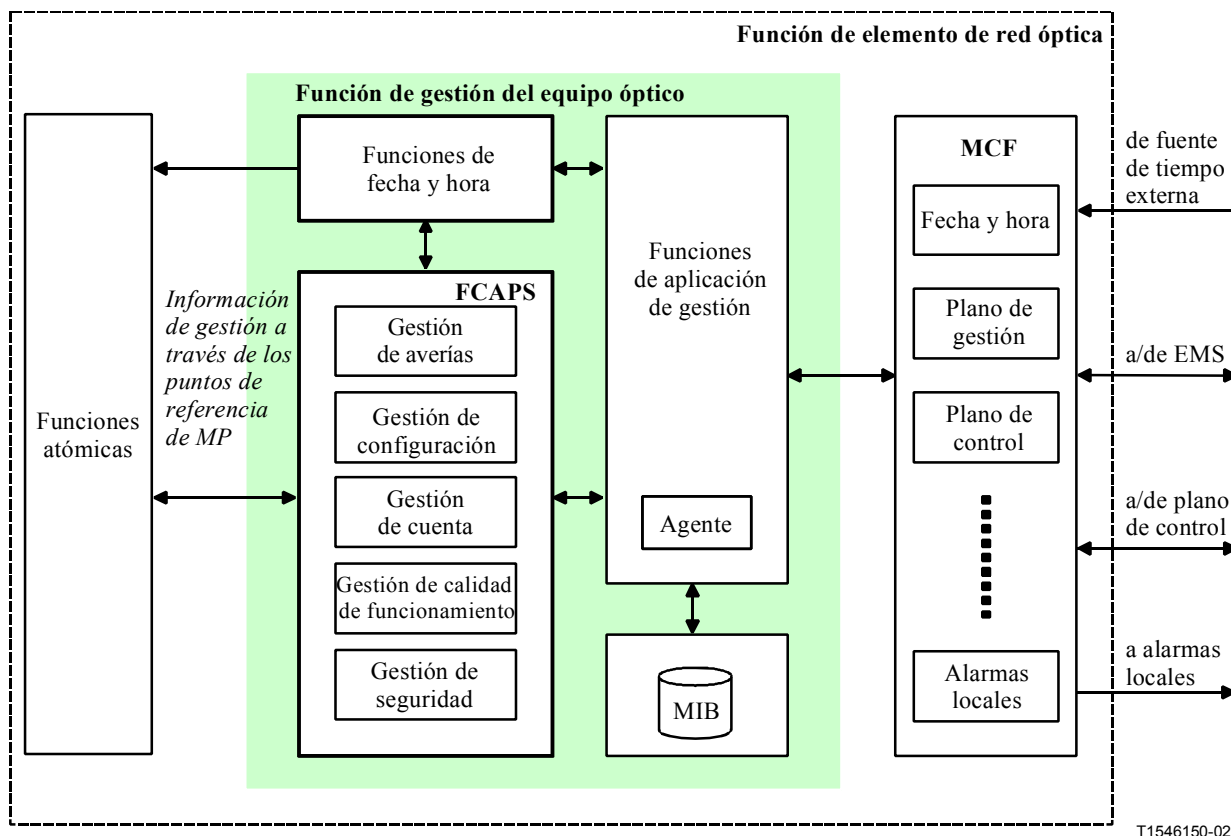 Función de elemento de red óptica
Función de gestión del equipo óptico
Funciones
atómicas
Información
de gestión a
través de los
puntos de
referencia
de MP
Funciones de
fecha y hora
FCAPS
Gestión
de averías
Gestión de
configuración
Gestión
de cuenta
Gestión de calidad
de funcionamiento
Gestión de
seguridad
Funciones
de aplicación
de gestión
Agente
MIB
MCF
Fecha y hora
Plano de
gestión
Plano de
control
Alarmas
locales
de fuente
de tiempo
externa
a/de EMS
a/de plano
de control
a alarmas
locales
T1546150-02